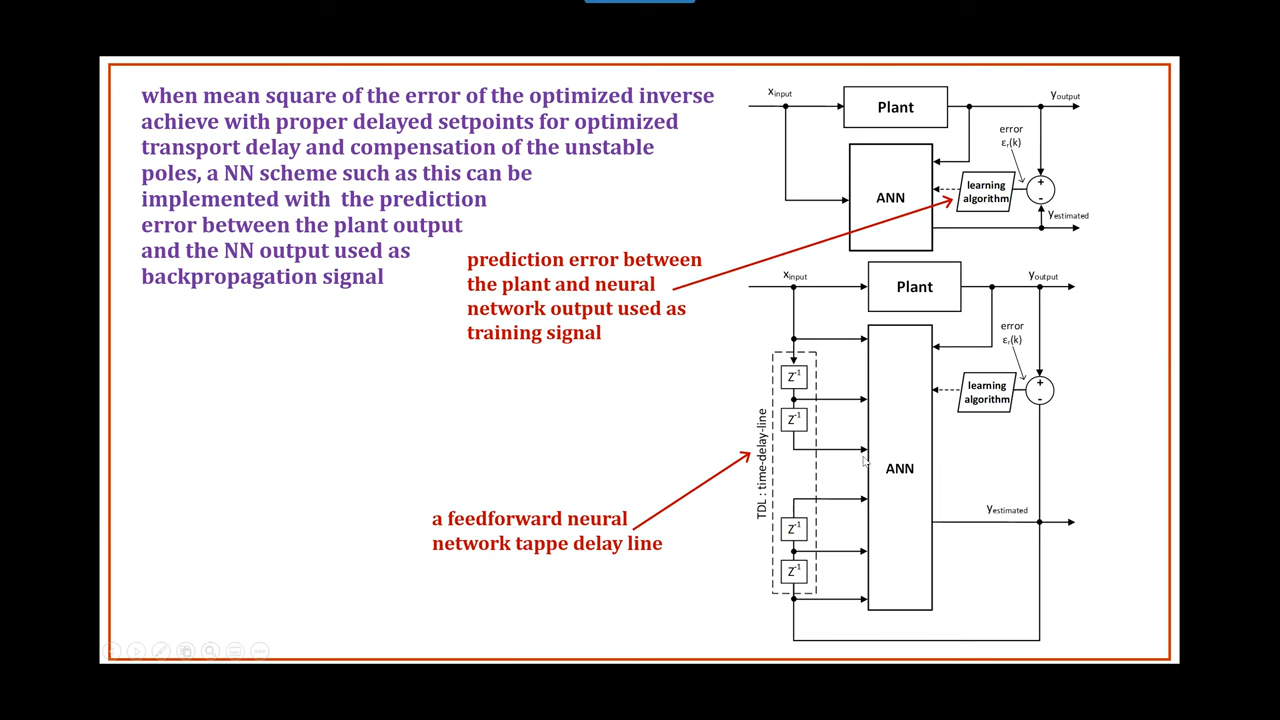 when mean square of the error of the optimized inverse
achieve with proper delayed setpoints for optimized
transport delay and compensation of the unstable
poles, a NN scheme such as this can be
implemented with the prediction
error between the plant output
and the NN output used as
backpropagation signal
prediction error between
the plant and neural
network output used as
training signal
a feedforward neural
network tappe delay line
xinput
Plant
youtput
error
εr(k)
ANN
learning
algorithm
+
-
yestimated
xinput
Plant
youtput
error
εr(k)
Z-1
Z-1
learning
algorithm
+
-
TDL : time-delay-line
ANN
yestimated
Z-1
Z-1